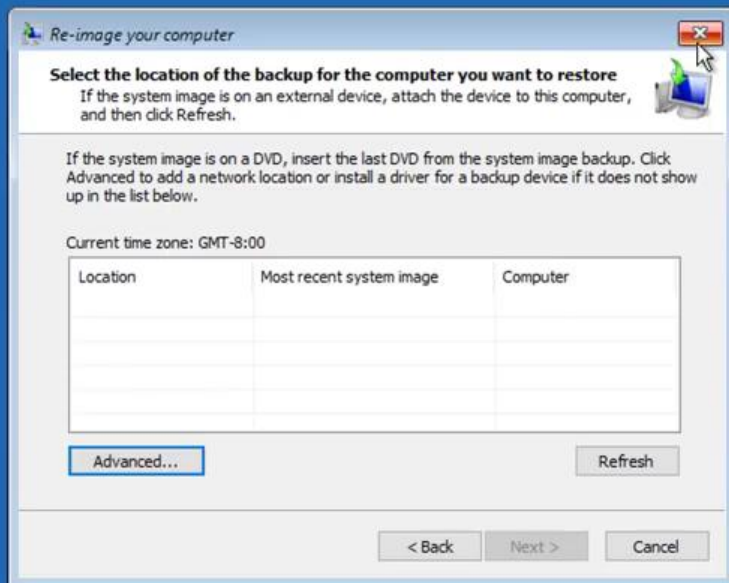 Re-image your computer
Select the location of the backup for the computer you want to restore
If the system image is on an external device, attach the device to this computer,
and then click Refresh.
If the system image is on a DVD, insert the last DVD from the system image backup. Click
Advanced to add a network location or install a driver for a backup device if it does not show
up in the list below.
Current time zone: GMT-8:00
Location Most recent system image Computer
Advanced... Refresh
< Back Next > Cancel